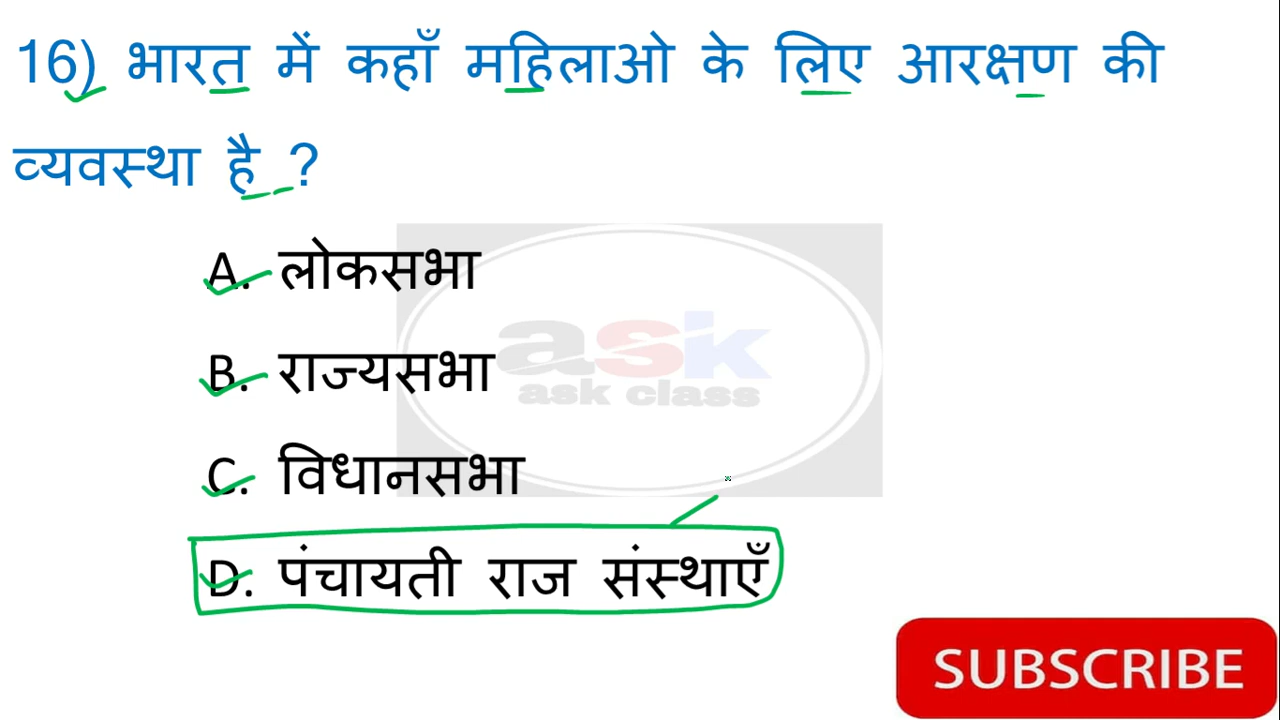 16) भारत में कहाँ महिलाओ के लिए आरक्षण की
व्यवस्था है ?
A. लोकसभा
B. राज्यसभा
ask
ask class
C. विधानसभा
D. पंचायती राज संस्थाएँ
SUBSCRIBE